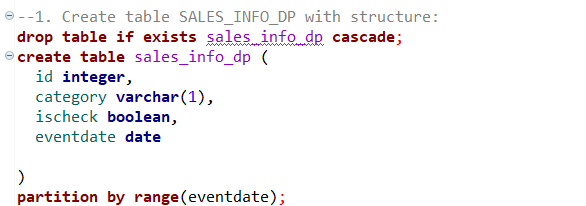 --1. Create table SALES_INFO_DP with structure:
drop table if exists sales_info_dp cascade;
create table sales_info_dp (
id integer,
category varchar(1),
ischeck boolean,
eventdate date
)
partition by range(eventdate);